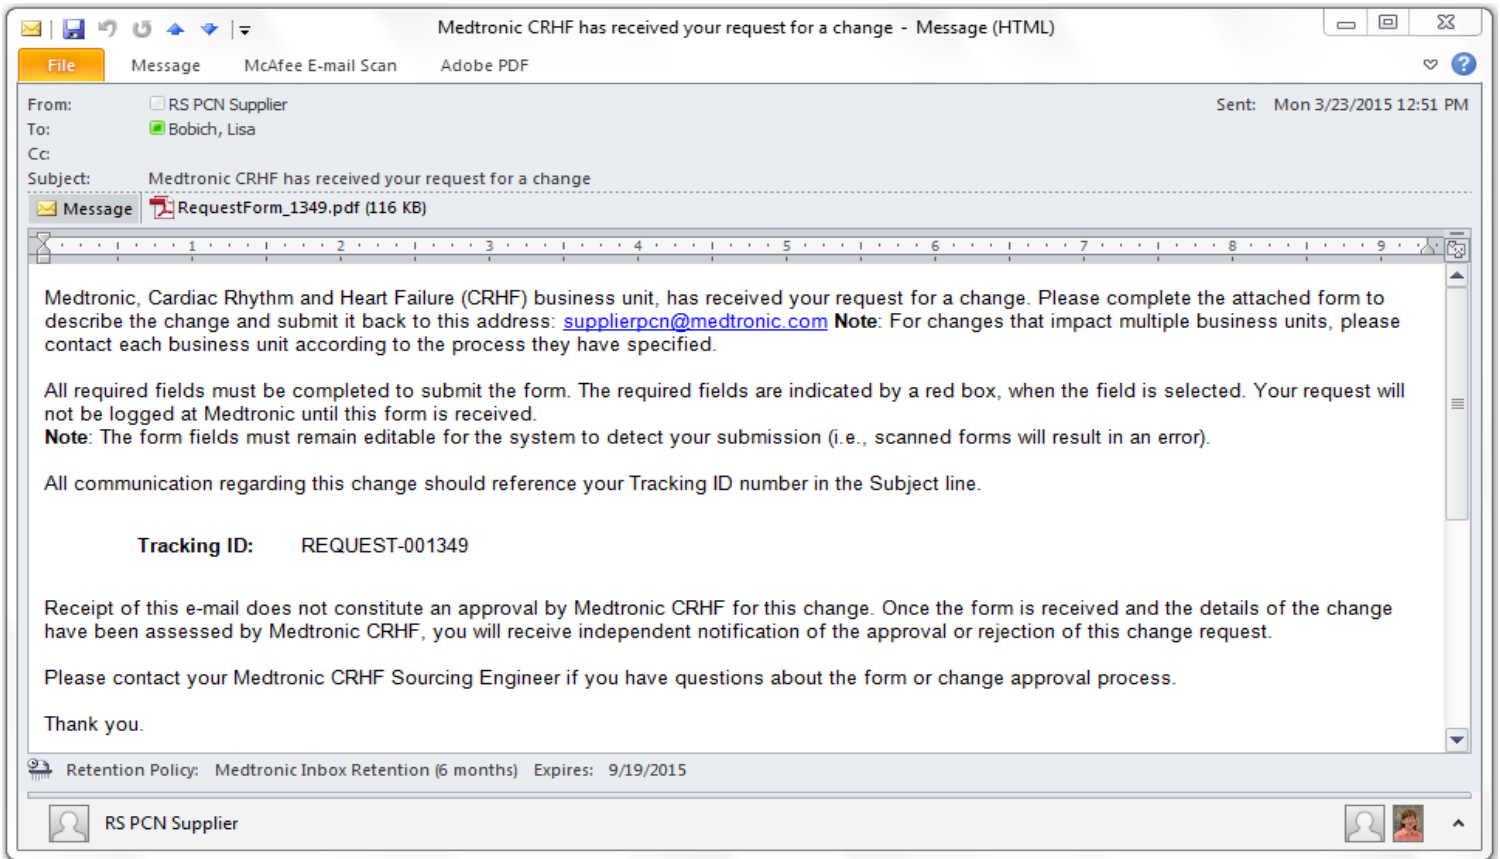 Medtronic CRHF has received your request for a change - Message (HTML)
File Message McAfee E-mail Scan Adobe PDF
From: RS PCN Supplier Sent: Mon 3/23/2015 12:51 PM
To: Bobich, Lisa
Cc:
Subject: Medtronic CRHF has received your request for a change
Message RequestForm_1349.pdf (116 KB)
1 2 3 4 5 6 7 8 9
Medtronic, Cardiac Rhythm and Heart Failure (CRHF) business unit, has received your request for a change. Please complete the attached form to
describe the change and submit it back to this address: supplierpcn@medtronic.com Note: For changes that impact multiple business units, please
contact each business unit according to the process they have specified.
All required fields must be completed to submit the form. The required fields are indicated by a red box, when the field is selected. Your request will
not be logged at Medtronic until this form is received.
Note: The form fields must remain editable for the system to detect your submission (i.e., scanned forms will result in an error).
All communication regarding this change should reference your Tracking ID number in the Subject line.
Tracking ID: REQUEST-001349
Receipt of this e-mail does not constitute an approval by Medtronic CRHF for this change. Once the form is received and the details of the change
have been assessed by Medtronic CRHF, you will receive independent notification of the approval or rejection of this change request.
Please contact your Medtronic CRHF Sourcing Engineer if you have questions about the form or change approval process.
Thank you.
Retention Policy: Medtronic Inbox Retention (6 months) Expires: 9/19/2015
RS PCN Supplier